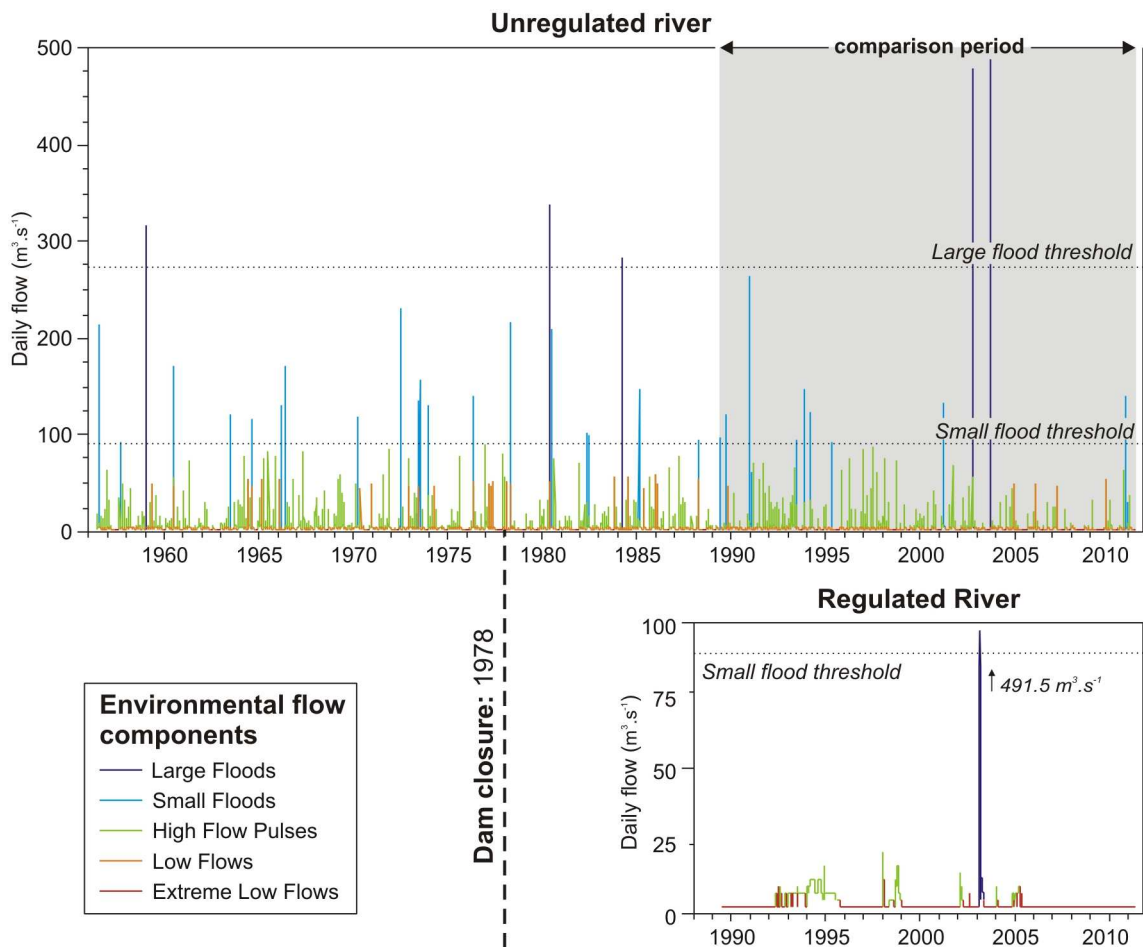 Unregulated river
comparison period
500
400
300
200
100
0
Daily flow (m³.s⁻¹)
Large flood threshold
Small flood threshold
1960 1965 1970 1975 1980 1985 1990 1995 2000 2005 2010
Dam closure: 1978
Environmental flow
components
Large Floods
Small Floods
High Flow Pulses
Low Flows
Extreme Low Flows
Regulated River
100
75
50
25
0
Daily flow (m³.s⁻¹)
Small flood threshold
491.5 m³.s⁻¹
1990 1995 2000 2005 2010